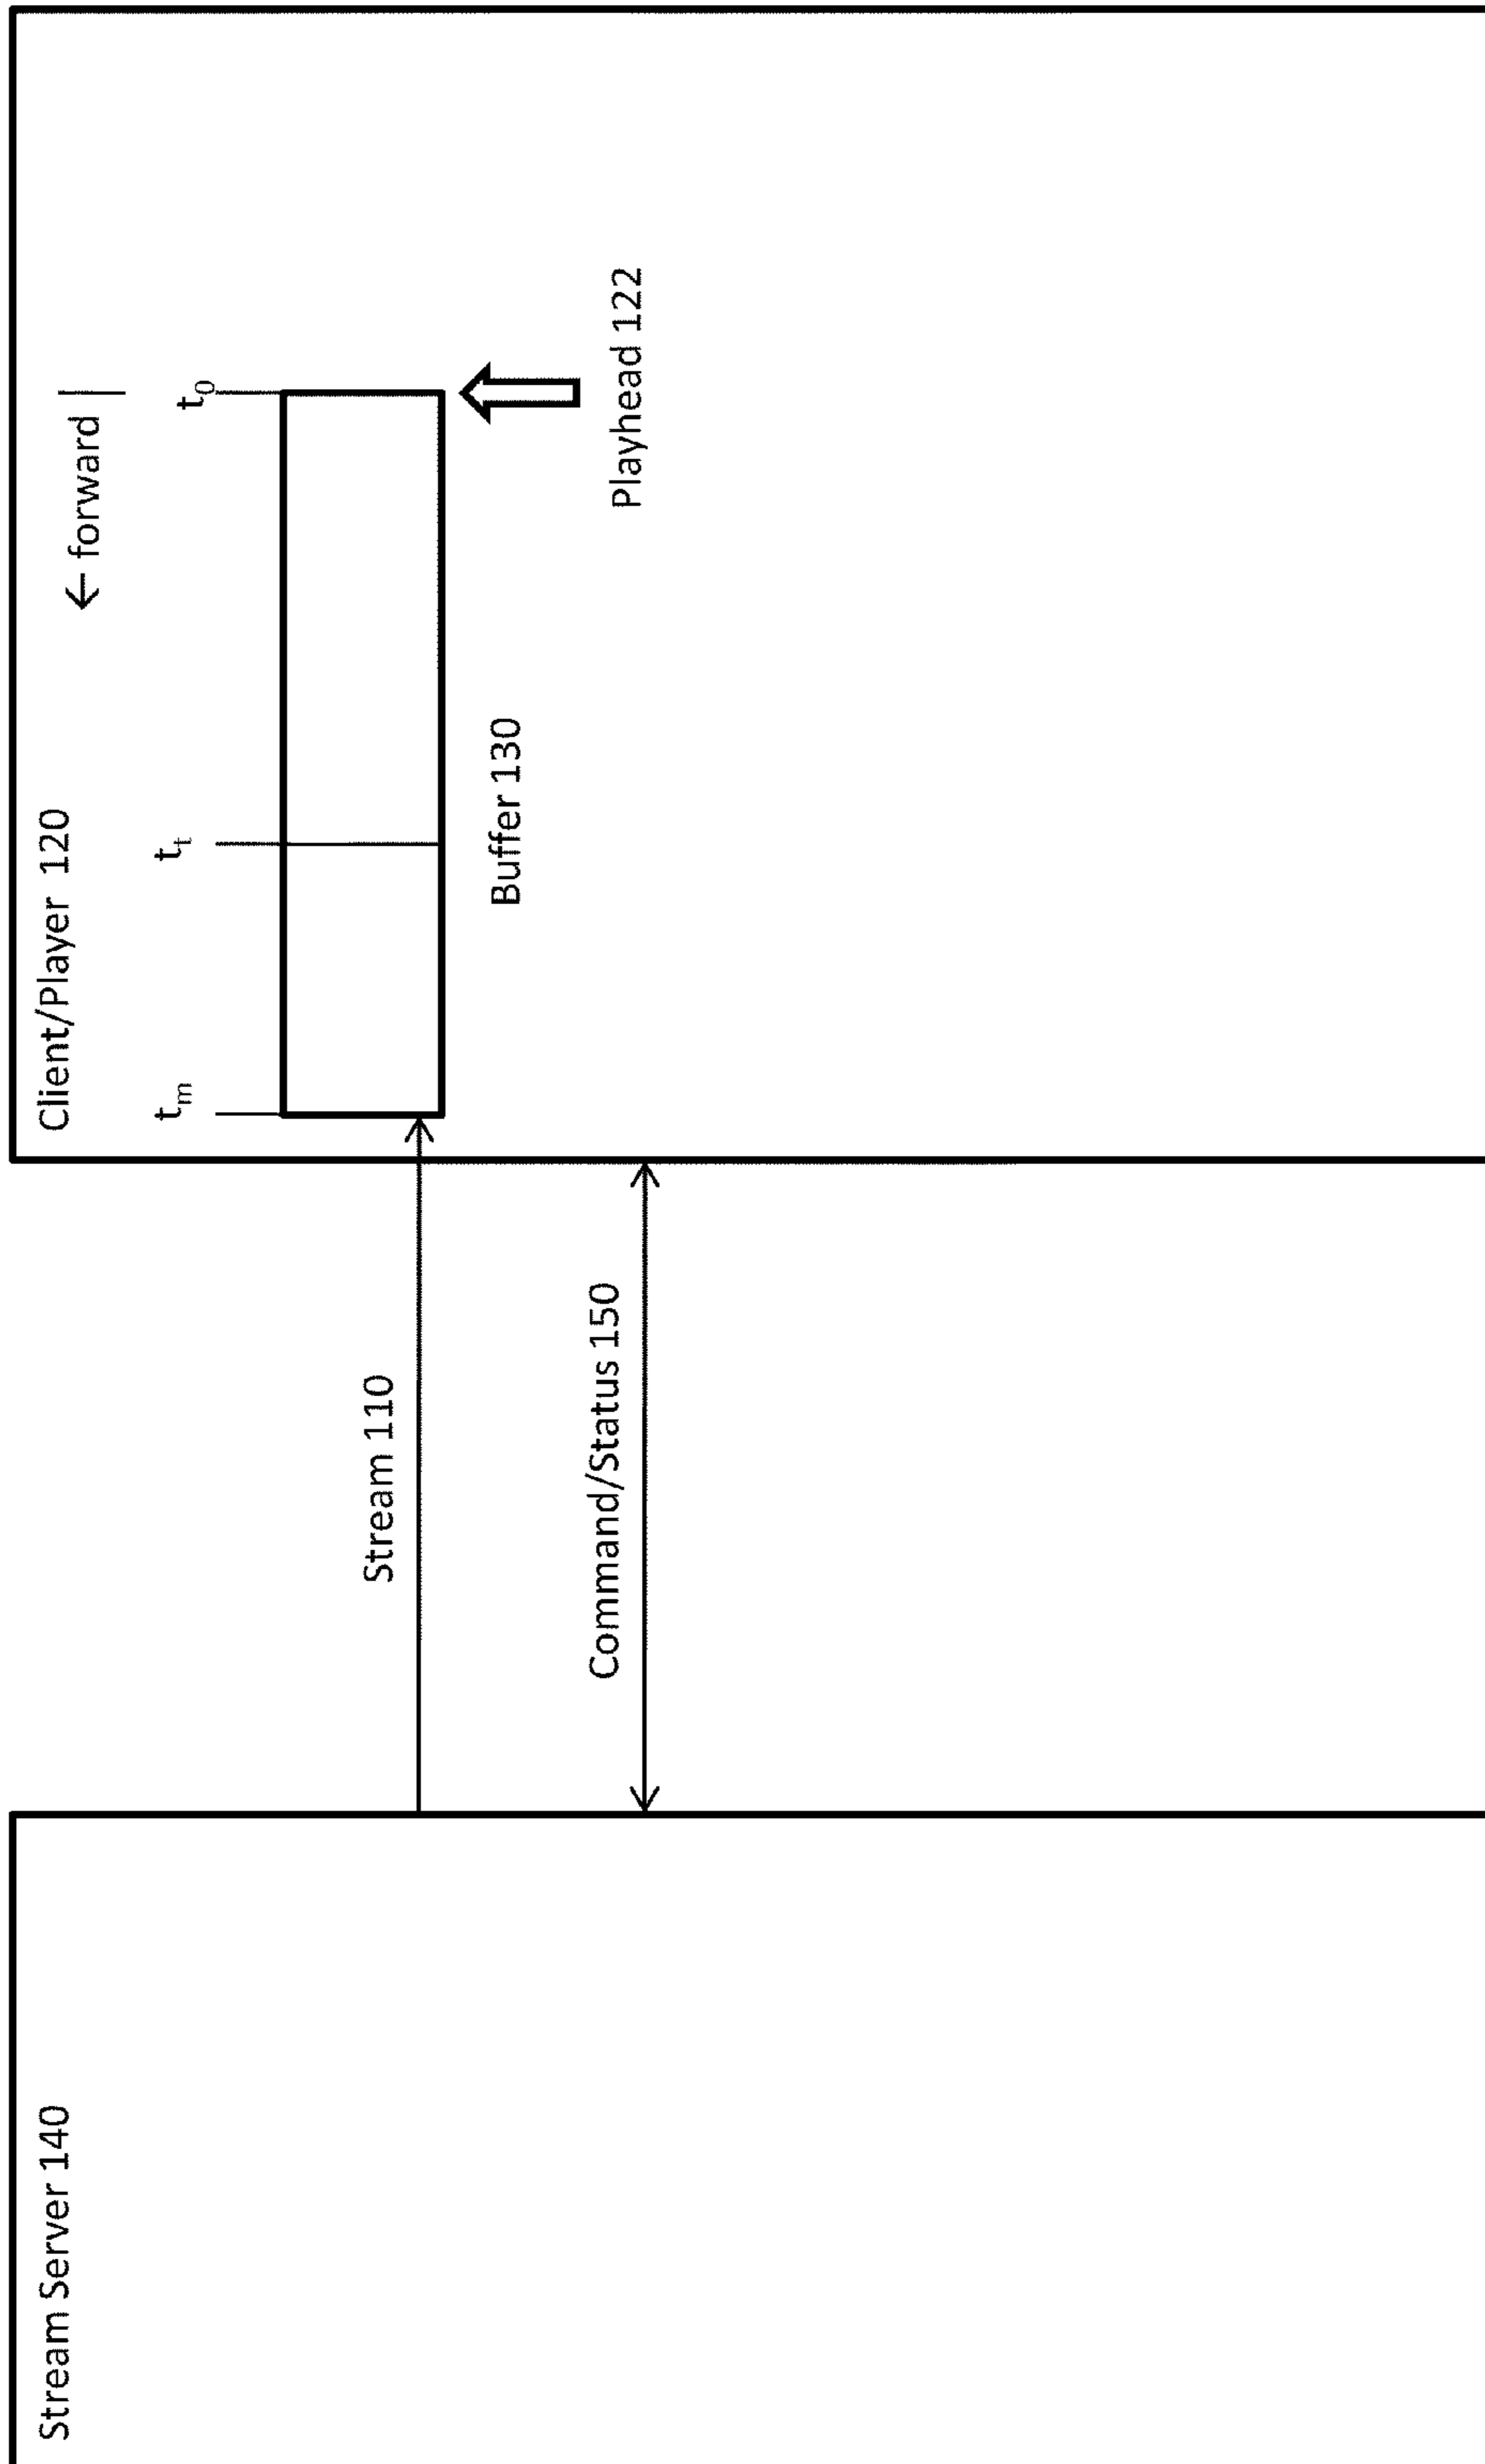 Stream Server 140
Stream 110
Command/Status 150
Client/Player 120
← forward
t₀
tₜ
tₘ
Buffer 130
Playhead 122